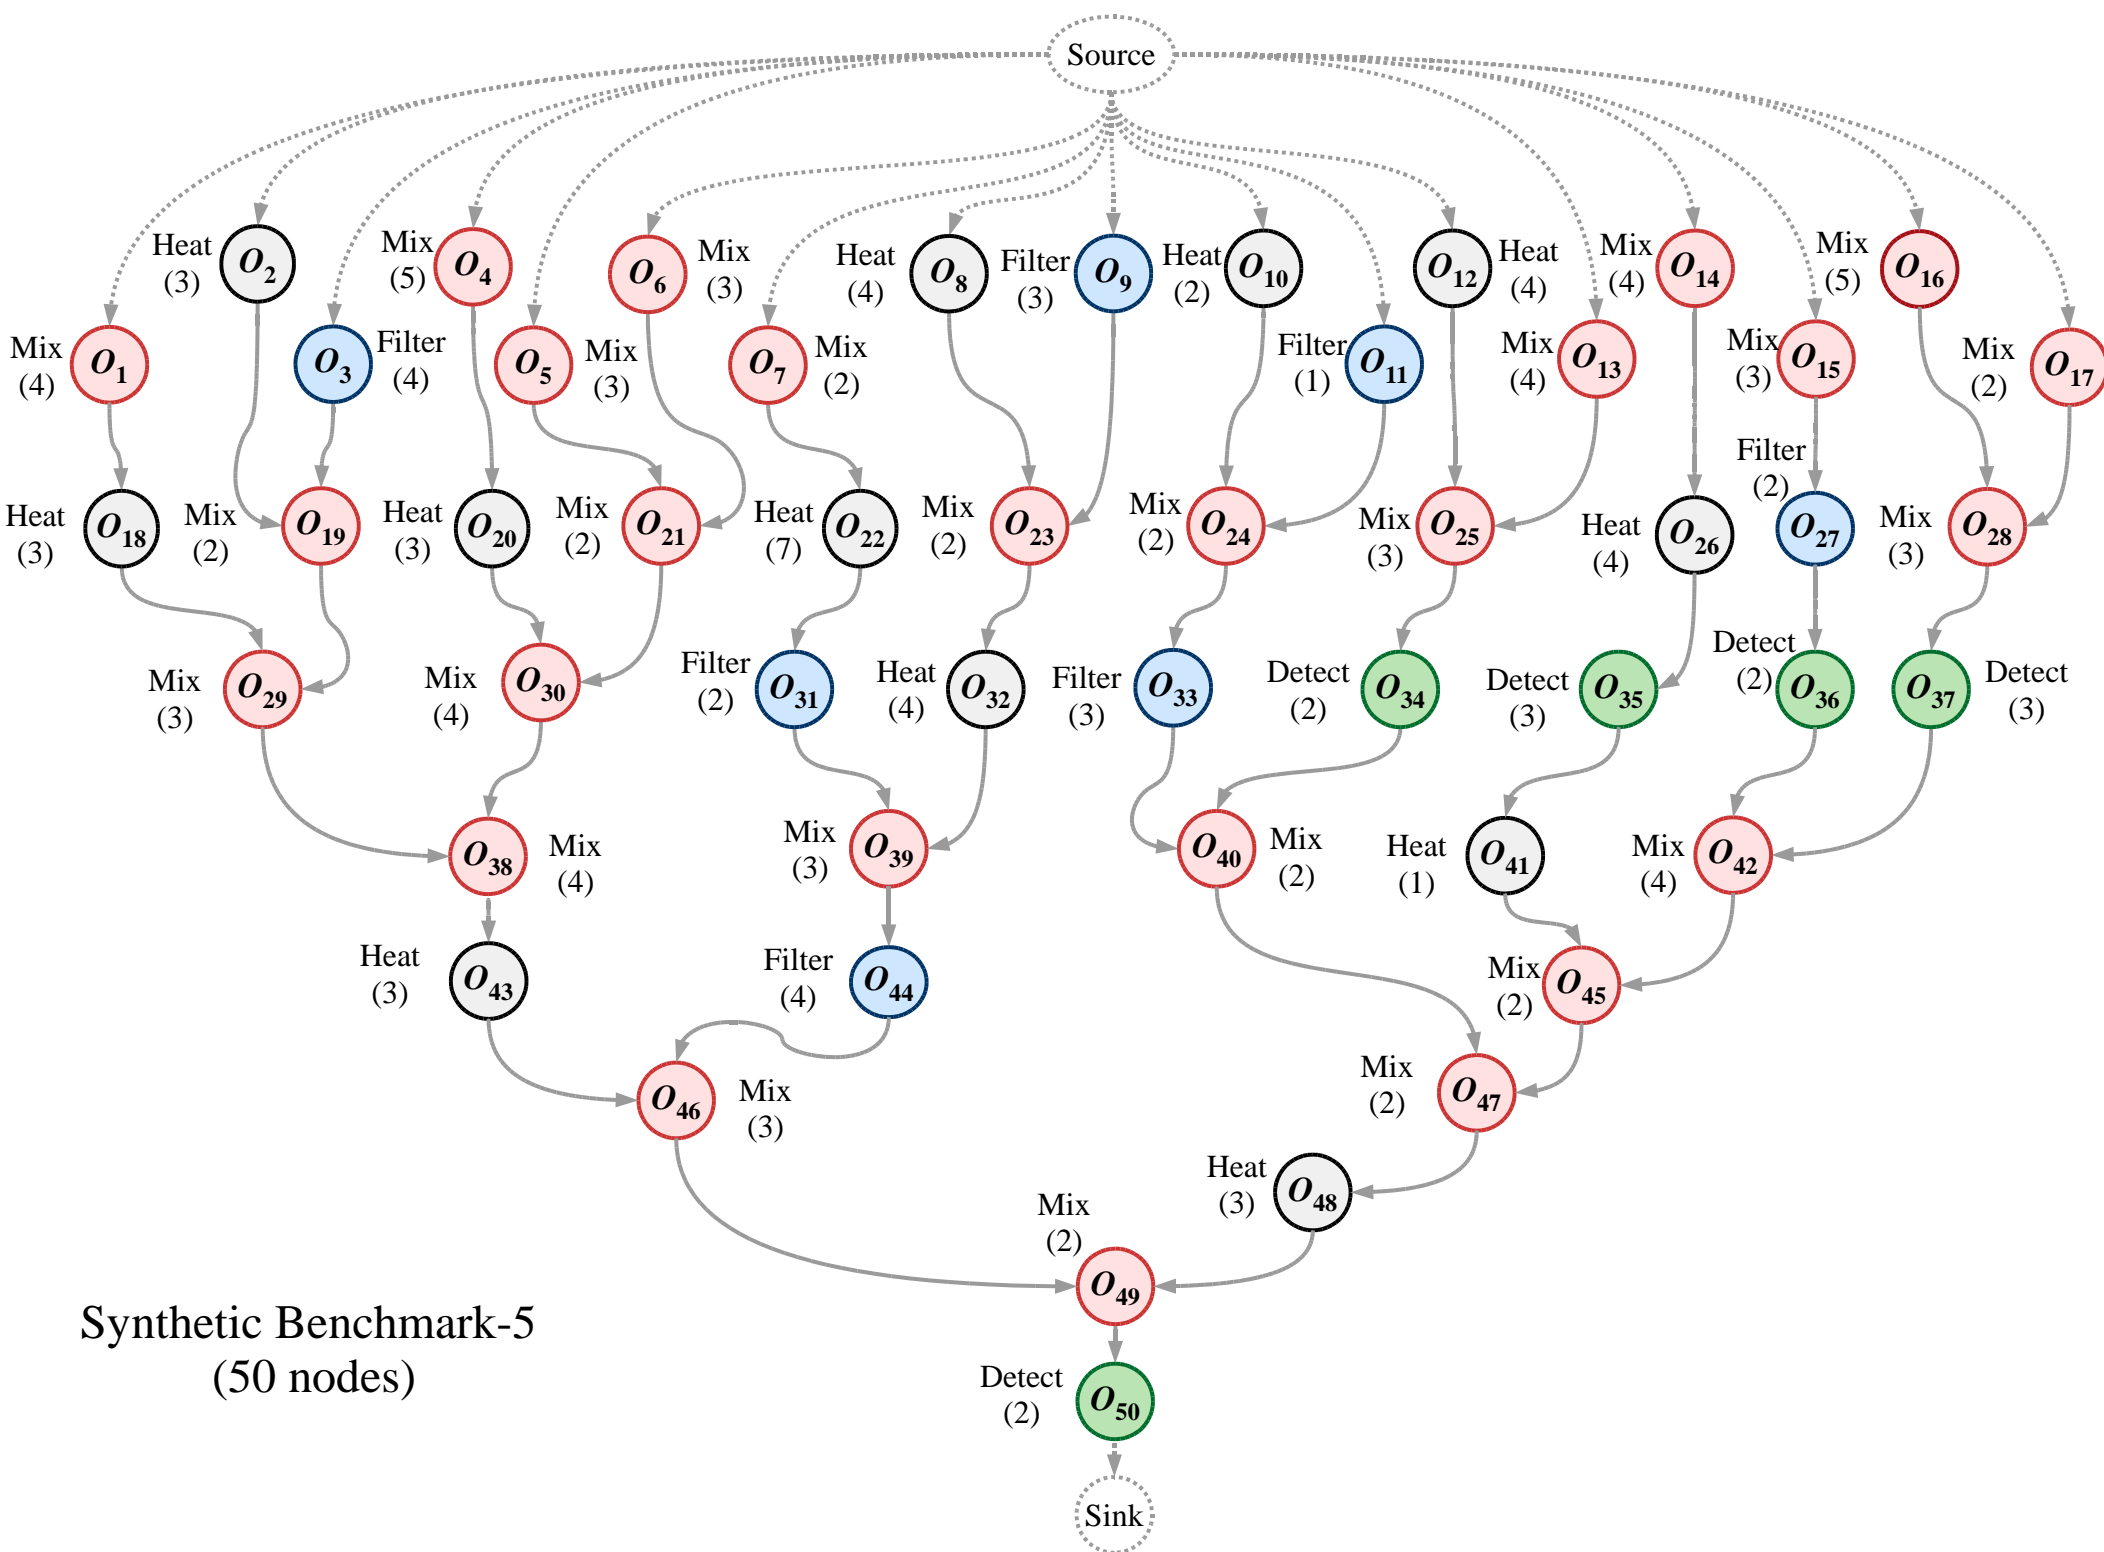 Source
Heat
(3)
O2
Mix
(5)
O4
O6
Mix
(3)
Heat
(4)
O8
Filter
(3)
O9
Heat
(2)
O10
O12
Heat
(4)
Mix
(4)
O14
Mix
(5)
O16
Mix
(4)
O1
O3
Filter
(4)
O5
Mix
(3)
O7
Mix
(2)
Filter
(1)
O11
Mix
(4)
O13
Mix
(3)
O15
Mix
(2)
O17
Heat
(3)
O18
Mix
(2)
O19
Heat
(3)
O20
Mix
(2)
O21
Heat
(7)
O22
Mix
(2)
O23
Mix
(2)
O24
Mix
(3)
O25
Heat
(4)
O26
Filter
(2)
O27
Mix
(3)
O28
Mix
(3)
O29
Mix
(4)
O30
Filter
(2)
O31
Heat
(4)
O32
Filter
(3)
O33
Detect
(2)
O34
Detect
(3)
O35
Detect
(2)
O36
O37
Detect
(3)
O38
Mix
(4)
Mix
(3)
O39
O40
Mix
(2)
Heat
(1)
O41
Mix
(4)
O42
Heat
(3)
O43
Filter
(4)
O44
Mix
(2)
O45
O46
Mix
(3)
Mix
(2)
O47
Heat
(3)
O48
Mix
(2)
O49
Synthetic Benchmark-5
(50 nodes)
Detect
(2)
O50
Sink